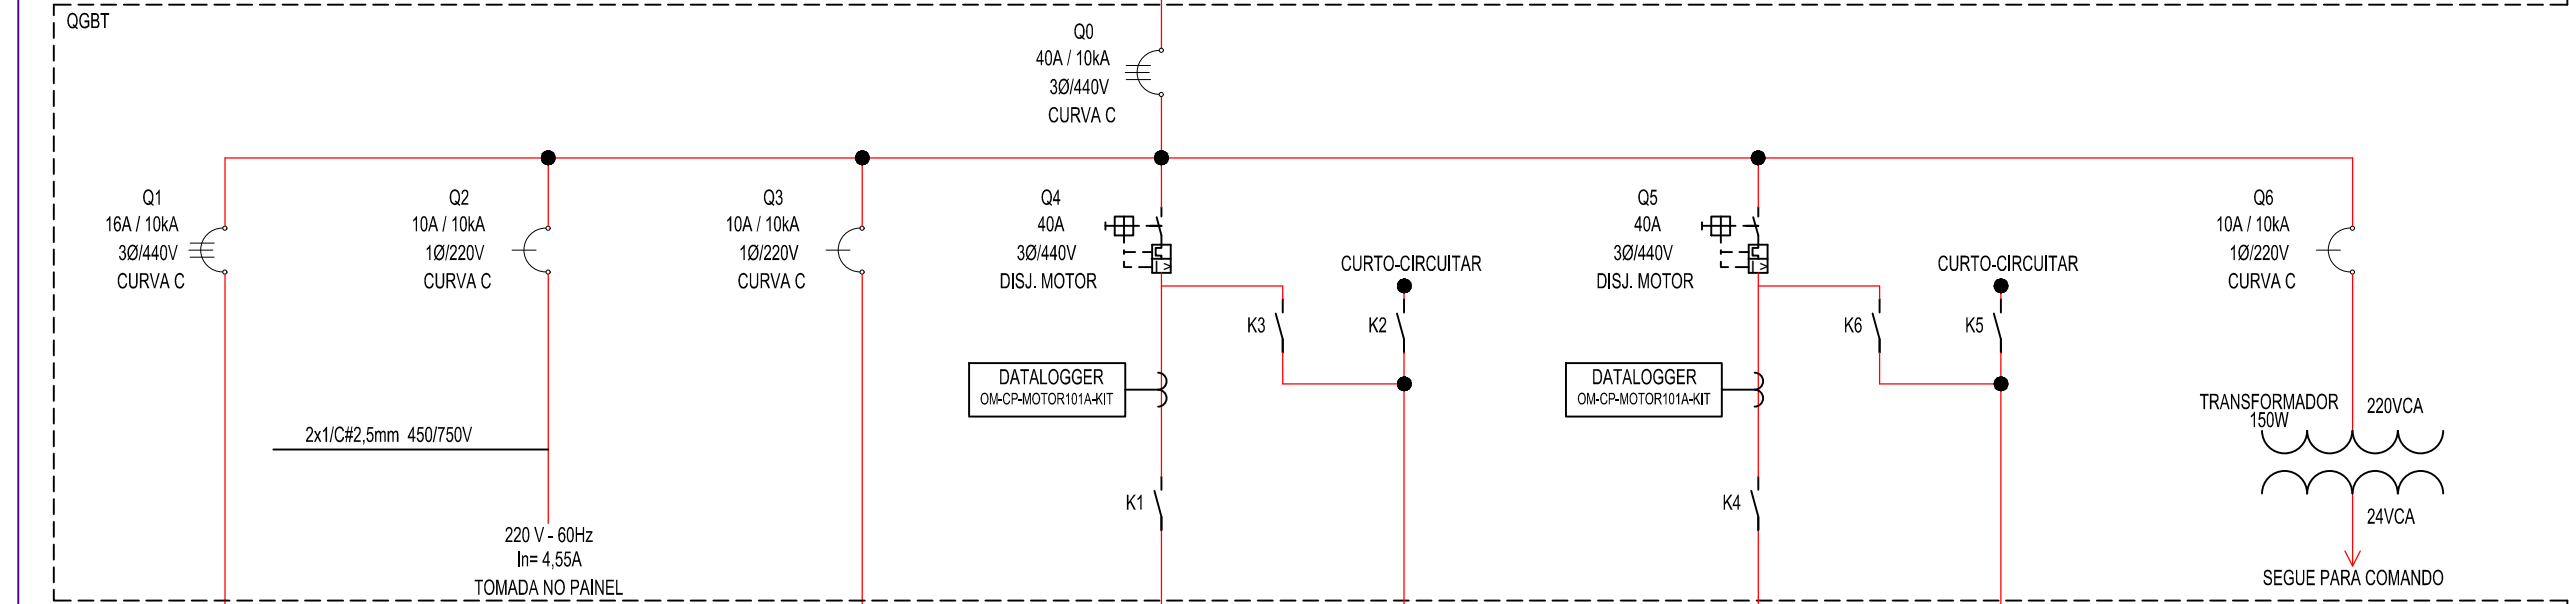 QGBT
Q0
40A / 10kA
3Ø/440V
CURVA C
Q1
16A / 10kA
3Ø/440V
CURVA C
Q2
10A / 10kA
1Ø/220V
CURVA C
Q3
10A / 10kA
1Ø/220V
CURVA C
Q4
40A
3Ø/440V
DISJ. MOTOR
I >
CURTO-CIRCUITAR
K3
K2
DATALOGGER
OM-CP-MOTOR101A-KIT
K1
Q5
40A
3Ø/440V
DISJ. MOTOR
I >
CURTO-CIRCUITAR
K6
K5
DATALOGGER
OM-CP-MOTOR101A-KIT
K4
Q6
10A / 10kA
1Ø/220V
CURVA C
TRANSFORMADOR
150W
220VCA
24VCA
SEGUE PARA COMANDO
2x1/C#2,5mm 450/750V
220 V - 60Hz
In= 4,55A
TOMADA NO PAINEL